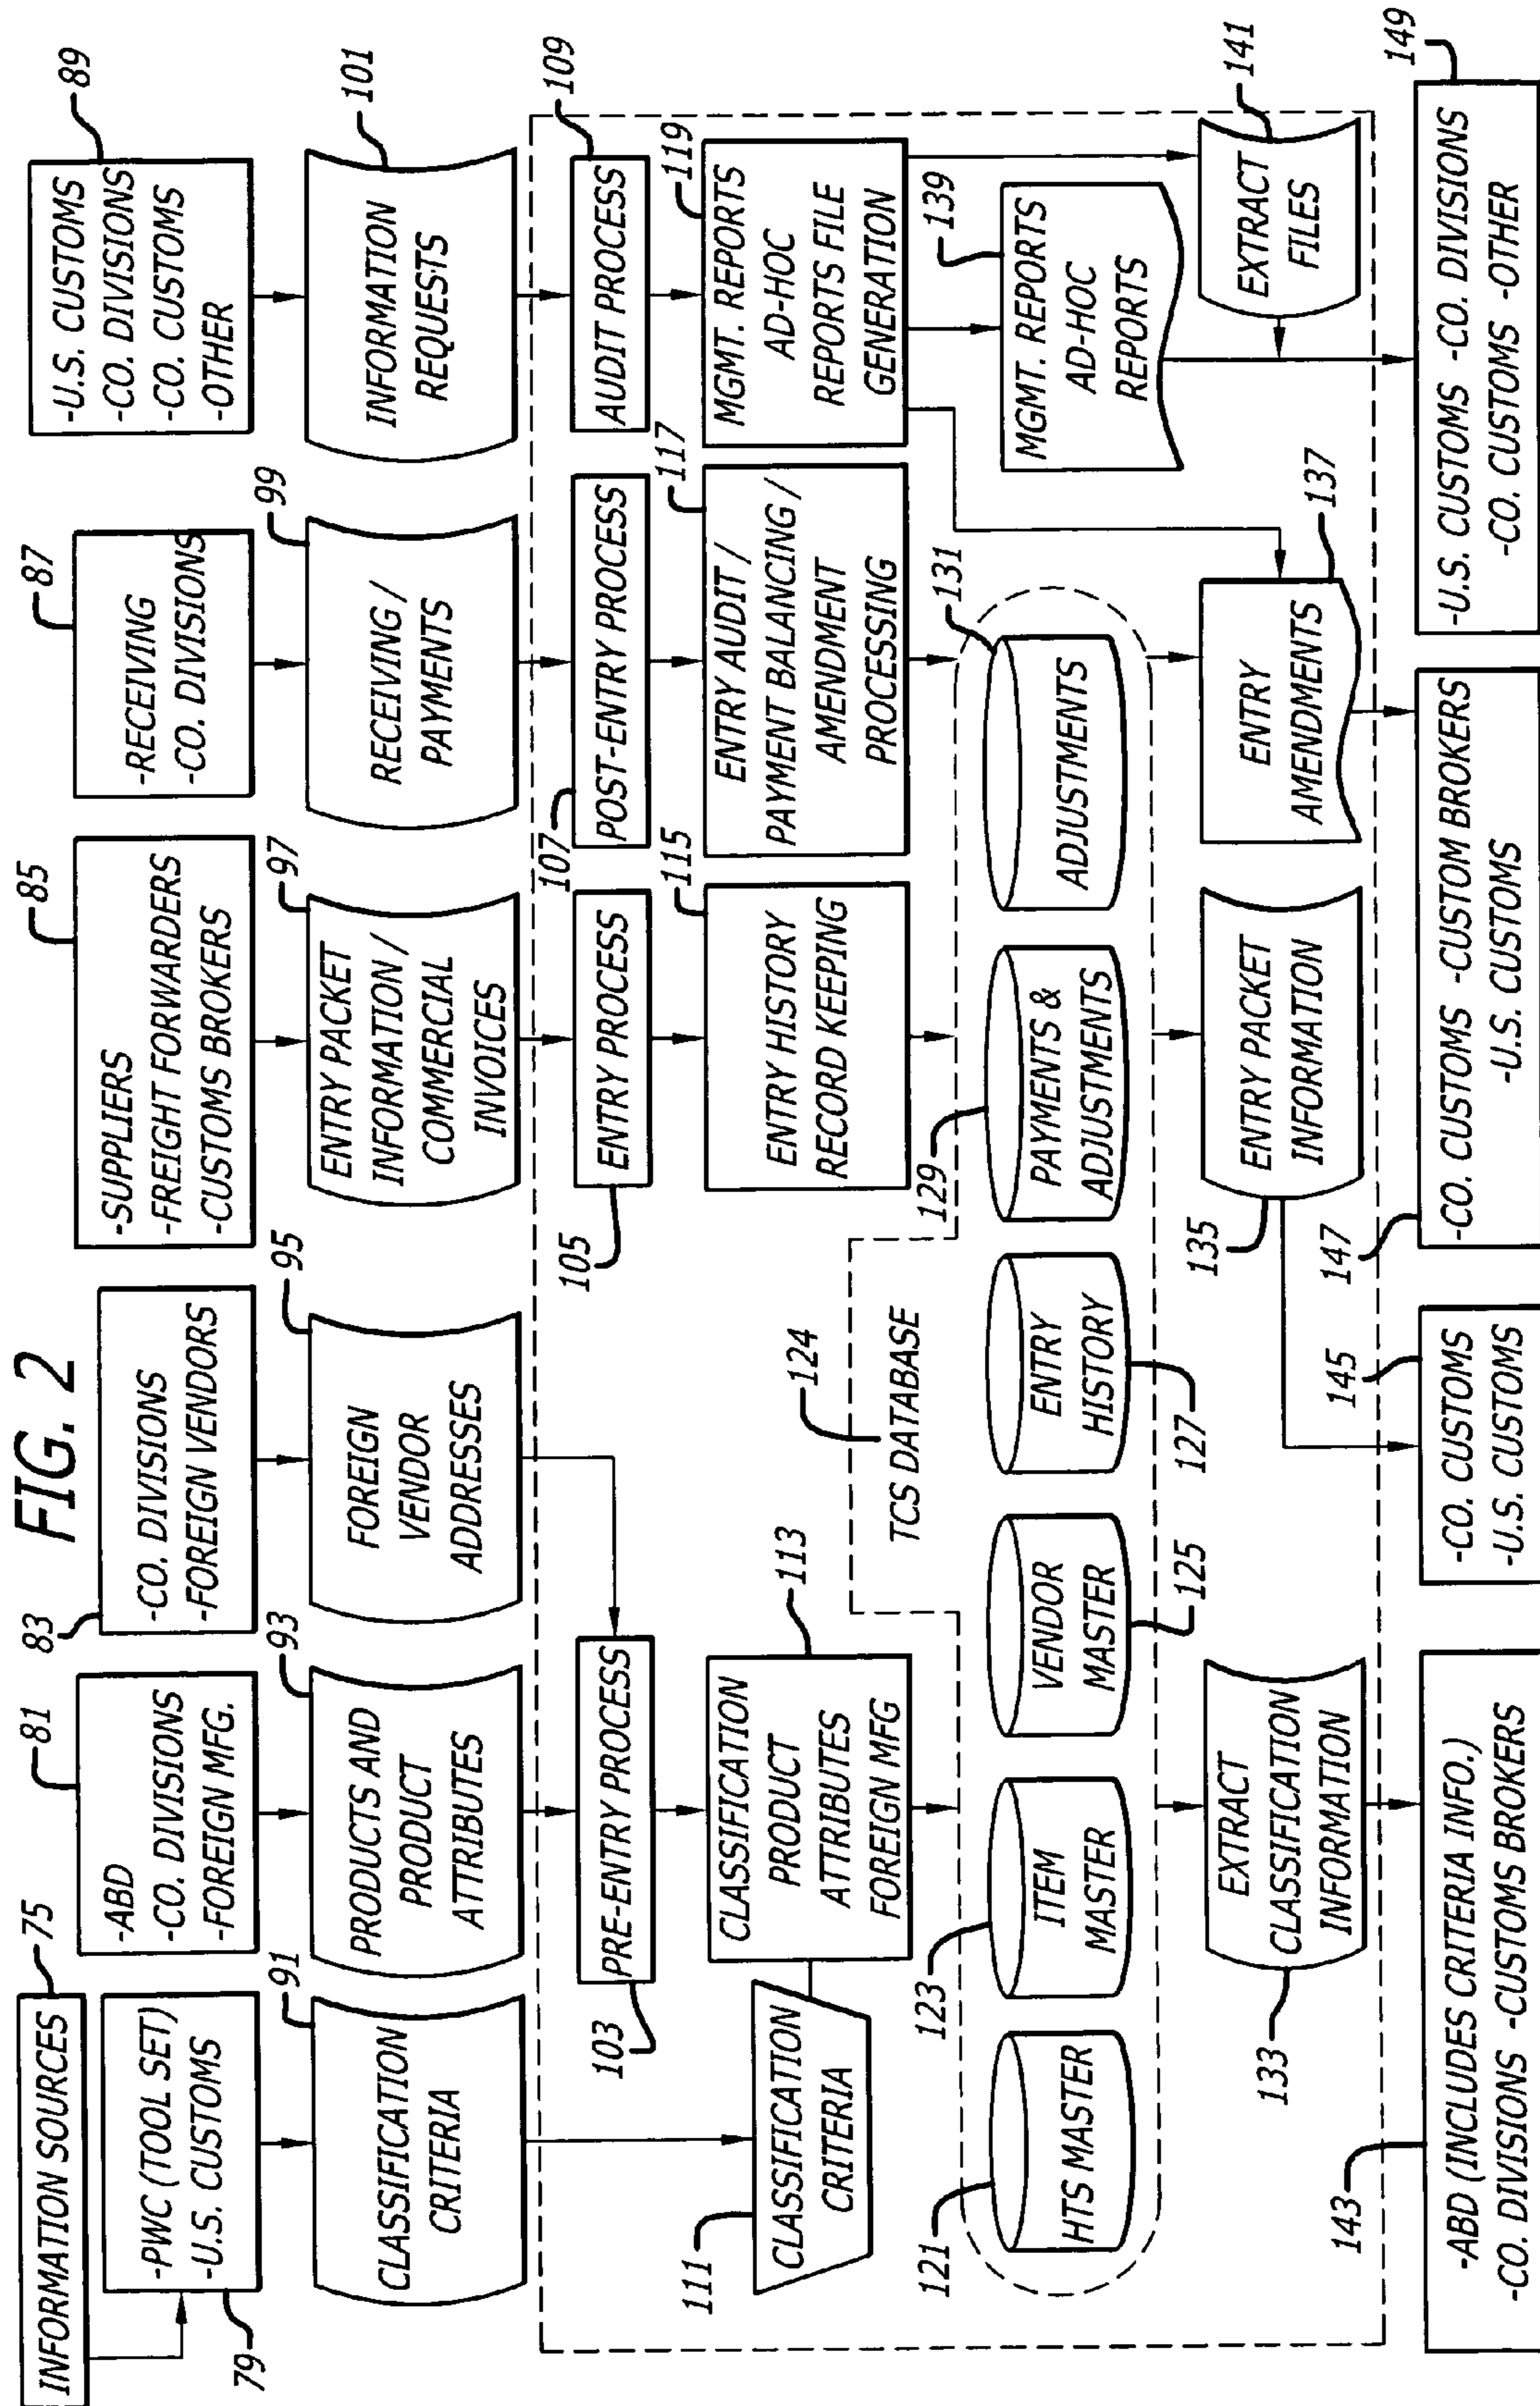 FIG. 2
INFORMATION SOURCES
75
-PWC (TOOL SET)
-U.S. CUSTOMS
79
-ABD
-CO. DIVISIONS
-FOREIGN MFG.
81
-CO. DIVISIONS
-FOREIGN VENDORS
83
-SUPPLIERS
-FREIGHT FORWARDERS
-CUSTOMS BROKERS
85
-RECEIVING
-CO. DIVISIONS
87
-U.S. CUSTOMS
-CO. DIVISIONS
-CO. CUSTOMS
-OTHER
89
CLASSIFICATION
CRITERIA
91
PRODUCTS AND
PRODUCT
ATTRIBUTES
93
FOREIGN
VENDOR
ADDRESSES
95
ENTRY PACKET
INFORMATION /
COMMERCIAL
INVOICES
97
RECEIVING /
PAYMENTS
99
INFORMATION
REQUESTS
101
PRE-ENTRY PROCESS
103
ENTRY PROCESS
105
POST-ENTRY PROCESS
107
AUDIT PROCESS
109
CLASSIFICATION
CRITERIA
111
CLASSIFICATION
PRODUCT
ATTRIBUTES
FOREIGN MFG
113
ENTRY HISTORY
RECORD KEEPING
115
ENTRY AUDIT /
PAYMENT BALANCING /
AMENDMENT
PROCESSING
117
MGMT. REPORTS
AD-HOC
REPORTS FILE
GENERATION
119
TCS DATABASE
124
HTS MASTER
121
ITEM
MASTER
123
VENDOR
MASTER
125
ENTRY
HISTORY
127
PAYMENTS &
ADJUSTMENTS
129
ADJUSTMENTS
131
MGMT. REPORTS
AD-HOC
REPORTS
139
EXTRACT
CLASSIFICATION
INFORMATION
133
ENTRY PACKET
INFORMATION
135
ENTRY
AMENDMENTS
137
EXTRACT
FILES
141
-ABD (INCLUDES CRITERIA INFO.)
-CO. DIVISIONS -CUSTOMS BROKERS
143
-CO. CUSTOMS
-U.S. CUSTOMS
145
-CO. CUSTOMS -CUSTOM BROKERS
-U.S. CUSTOMS
147
-U.S. CUSTOMS -CO. DIVISIONS
-CO. CUSTOMS -OTHER
149